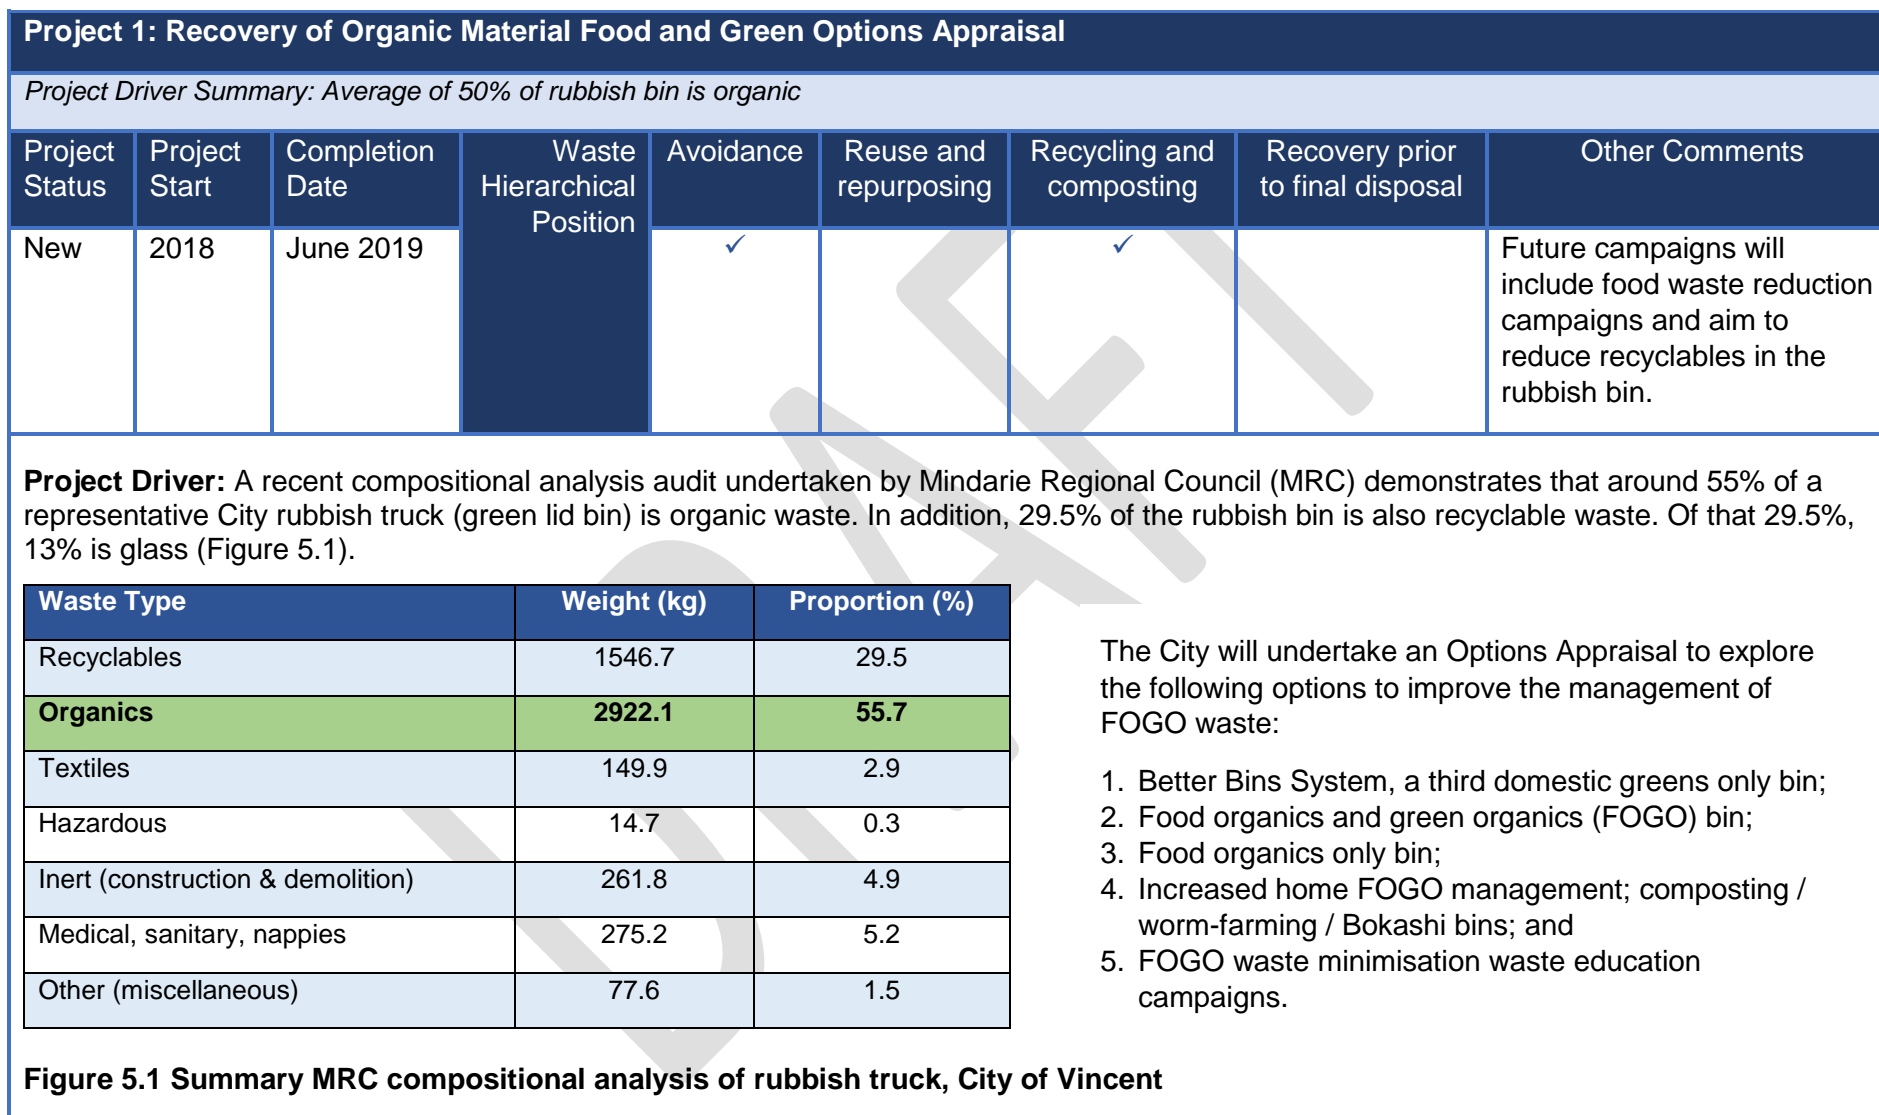 Project 1: Recovery of Organic Material Food and Green Options Appraisal
Project Driver Summary: Average of 50% of rubbish bin is organic
Project Status
Project Start
Completion Date
Waste Hierarchical Position
Avoidance
Reuse and repurposing
Recycling and composting
Recovery prior to final disposal
Other Comments
New
2018
June 2019
✓
✓
Future campaigns will
include food waste reduction
campaigns and aim to
reduce recyclables in the
rubbish bin.
Project Driver: A recent compositional analysis audit undertaken by Mindarie Regional Council (MRC) demonstrates that around 55% of a
representative City rubbish truck (green lid bin) is organic waste. In addition, 29.5% of the rubbish bin is also recyclable waste. Of that 29.5%,
13% is glass (Figure 5.1).
Waste Type Weight (kg) Proportion (%)
Recyclables 1546.7 29.5
Organics 2922.1 55.7
Textiles 149.9 2.9
Hazardous 14.7 0.3
Inert (construction & demolition) 261.8 4.9
Medical, sanitary, nappies 275.2 5.2
Other (miscellaneous) 77.6 1.5
The City will undertake an Options Appraisal to explore
the following options to improve the management of
FOGO waste:
1. Better Bins System, a third domestic greens only bin;
2. Food organics and green organics (FOGO) bin;
3. Food organics only bin;
4. Increased home FOGO management; composting /
worm-farming / Bokashi bins; and
5. FOGO waste minimisation waste education
campaigns.
Figure 5.1 Summary MRC compositional analysis of rubbish truck, City of Vincent
DRAFT